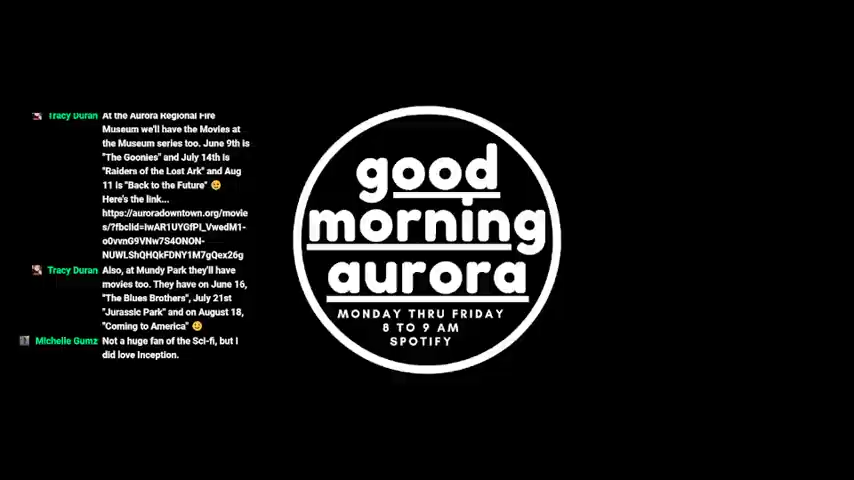 Tracy Duran At the Aurora Regional Fire
Museum we'll have the Movies at
the Museum series too. June 9th is
"The Goonies" and July 14th is
"Raiders of the Lost Ark" and Aug
11 is "Back to the Future" 🙂
Here's the link...
https://auroradowntown.org/movie
s/?fbclid=IwAR1UYGfPI_VwedM1-
o0vvnG9VNw7S4ONON-
NUWLShQHQkFDNY1M7gQex26g
Tracy Duran Also, at Mundy Park they'll have
movies too. They have on June 16,
"The Blues Brothers", July 21st
"Jurassic Park" and on August 18,
"Coming to America" 🙂
Michelle Gumz Not a huge fan of the Sci-fi, but I
did love Inception.
good
morning
aurora
MONDAY THRU FRIDAY
8 TO 9 AM
SPOTIFY